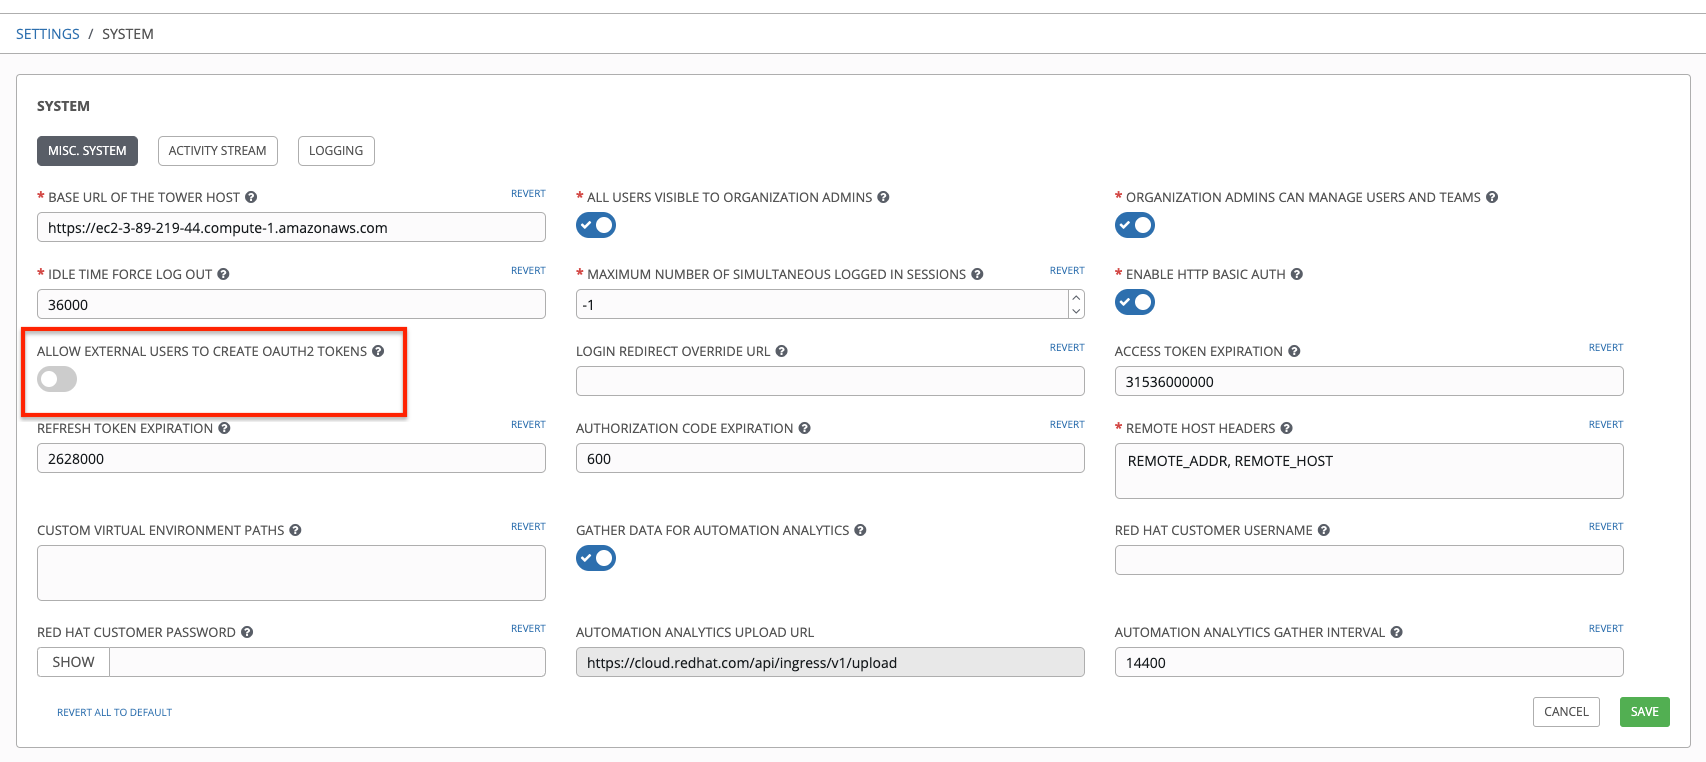 SETTINGS / SYSTEM
SYSTEM
MISC. SYSTEM ACTIVITY STREAM LOGGING
* BASE URL OF THE TOWER HOST ? REVERT
https://ec2-3-89-219-44.compute-1.amazonaws.com
* ALL USERS VISIBLE TO ORGANIZATION ADMINS ?
* ORGANIZATION ADMINS CAN MANAGE USERS AND TEAMS ?
* IDLE TIME FORCE LOG OUT ? REVERT
36000
* MAXIMUM NUMBER OF SIMULTANEOUS LOGGED IN SESSIONS ? REVERT
-1
* ENABLE HTTP BASIC AUTH ?
ALLOW EXTERNAL USERS TO CREATE OAUTH2 TOKENS ?
LOGIN REDIRECT OVERRIDE URL ? REVERT
ACCESS TOKEN EXPIRATION ? REVERT
31536000000
REFRESH TOKEN EXPIRATION ? REVERT
2628000
AUTHORIZATION CODE EXPIRATION ? REVERT
600
* REMOTE HOST HEADERS ? REVERT
REMOTE_ADDR, REMOTE_HOST
CUSTOM VIRTUAL ENVIRONMENT PATHS ? REVERT
GATHER DATA FOR AUTOMATION ANALYTICS ?
RED HAT CUSTOMER USERNAME ? REVERT
RED HAT CUSTOMER PASSWORD ? REVERT
SHOW
AUTOMATION ANALYTICS UPLOAD URL
https://cloud.redhat.com/api/ingress/v1/upload
AUTOMATION ANALYTICS GATHER INTERVAL ? REVERT
14400
REVERT ALL TO DEFAULT
CANCEL SAVE